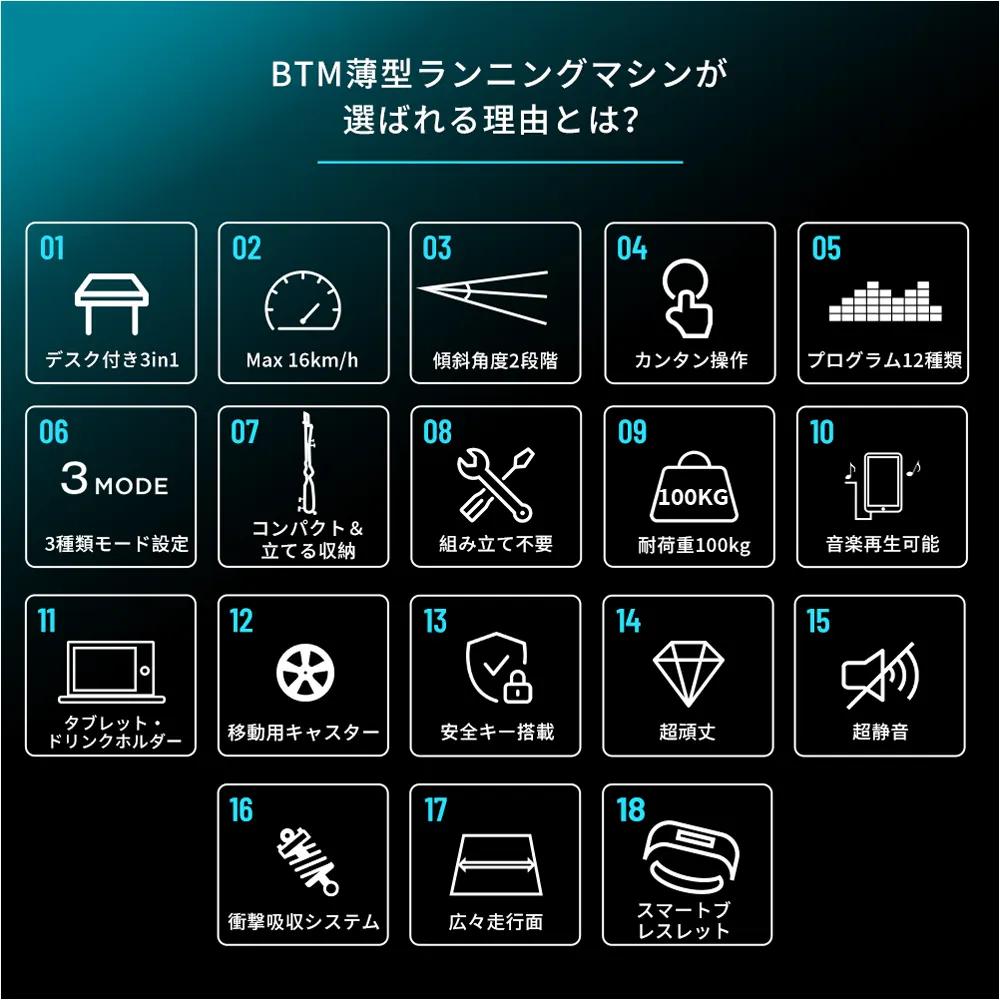 BTM薄型ランニングマシンが
選ばれる理由とは？
01
デスク付き3in1
02
Max 16km/h
03
傾斜角度2段階
04
カンタン操作
05
プログラム12種類
06
3 MODE
3種類モード設定
07
コンパクト＆
立てる収納
08
組み立て不要
09
100KG
耐荷重100kg
10
音楽再生可能
11
タブレット・
ドリンクホルダー
12
移動用キャスター
13
安全キー搭載
14
超頑丈
15
超静音
16
衝撃吸収システム
17
広々走行面
18
スマートブ
レスレット